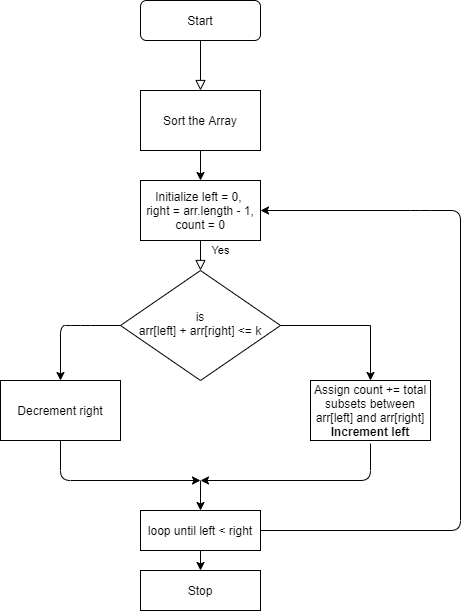 Start
Sort the Array
Initialize left = 0,
right = arr.length - 1,
count = 0
Yes
is
arr[left] + arr[right] <= k
Decrement right
Assign count += total
subsets between
arr[left] and arr[right]
Increment left
loop until left < right
Stop